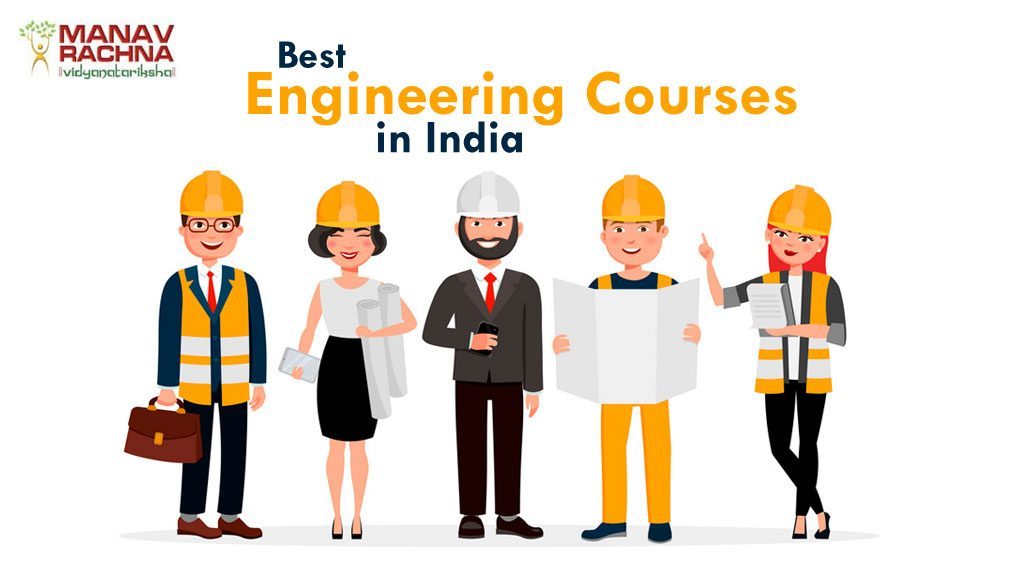 MANAV
RACHNA
॥vidyanatariksha॥
Best
Engineering Courses
in India